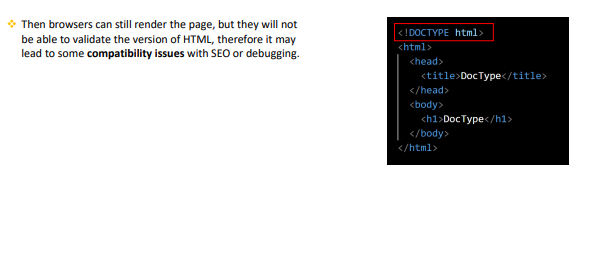 ❖ Then browsers can still render the page, but they will not
be able to validate the version of HTML, therefore it may
lead to some compatibility issues with SEO or debugging.
<!DOCTYPE html>
<html>
<head>
<title>DocType</title>
</head>
<body>
<h1>DocType</h1>
</body>
</html>